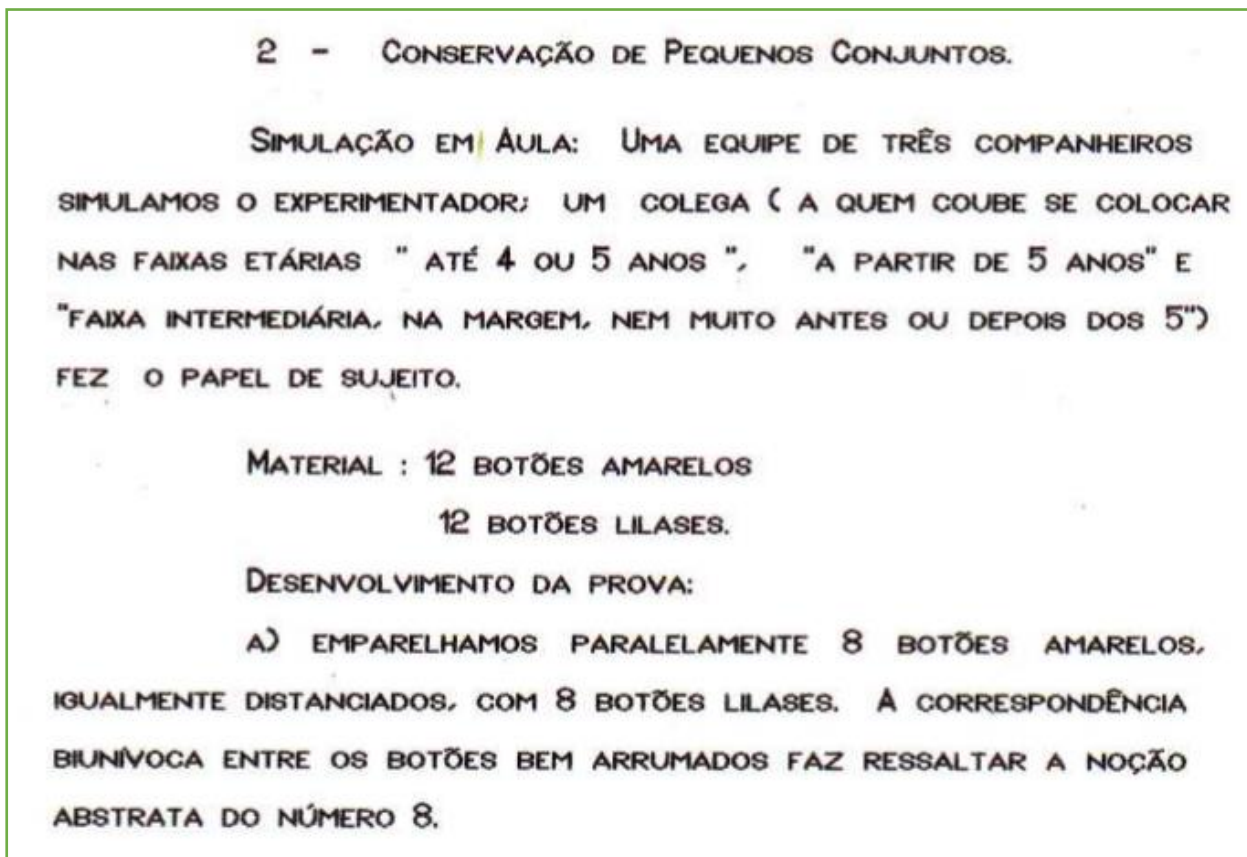 2 - CONSERVAÇÃO DE PEQUENOS CONJUNTOS.
SIMULAÇÃO EM AULA: UMA EQUIPE DE TRÊS COMPANHEIROS
SIMULAMOS O EXPERIMENTADOR; UM COLEGA ( A QUEM COUBE SE COLOCAR
NAS FAIXAS ETÁRIAS " ATÉ 4 OU 5 ANOS ", "A PARTIR DE 5 ANOS" E
"FAIXA INTERMEDIÁRIA, NA MARGEM, NEM MUITO ANTES OU DEPOIS DOS 5")
FEZ O PAPEL DE SUJEITO.
MATERIAL : 12 BOTÕES AMARELOS
12 BOTÕES LILASES.
DESENVOLVIMENTO DA PROVA:
A) EMPARELHAMOS PARALELAMENTE 8 BOTÕES AMARELOS,
IGUALMENTE DISTANCIADOS, COM 8 BOTÕES LILASES. A CORRESPONDÊNCIA
BIUNÍVOCA ENTRE OS BOTÕES BEM ARRUMADOS FAZ RESSALTAR A NOÇÃO
ABSTRATA DO NÚMERO 8.